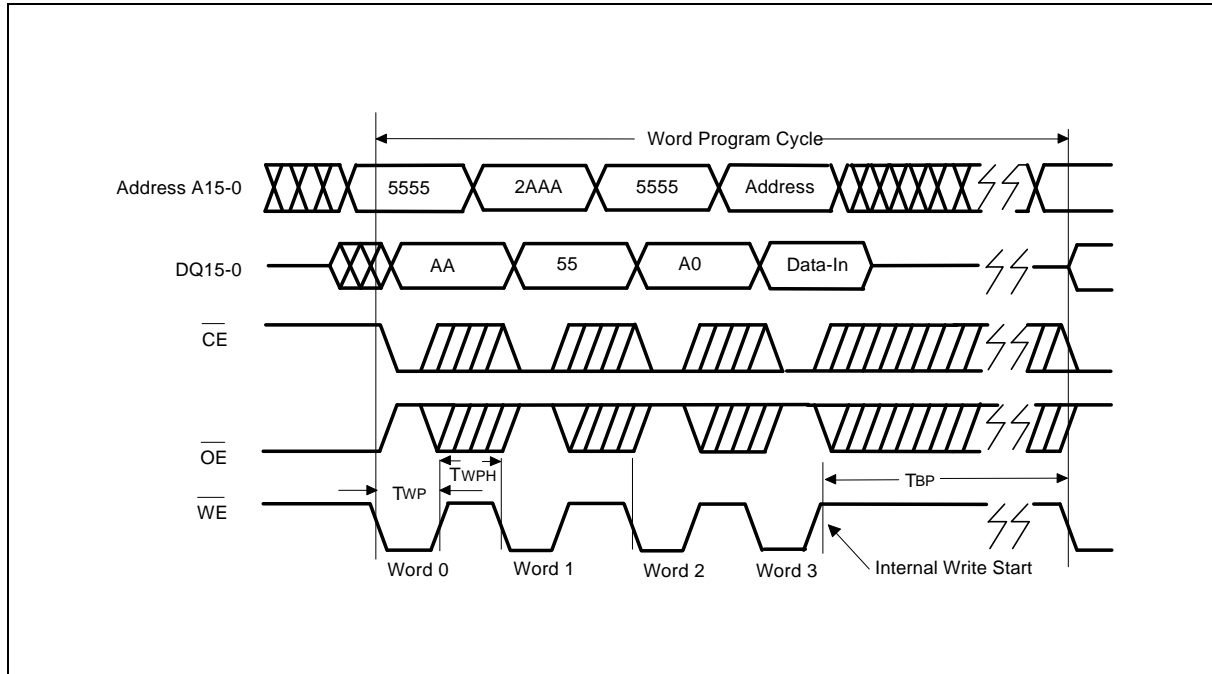 Word Program Cycle
Address A15-0
5555
2AAA
5555
Address
DQ15-0
AA
55
A0
Data-In
CE
OE
TWPH
TWP
TBP
WE
Word 0
Word 1
Word 2
Word 3
Internal Write Start